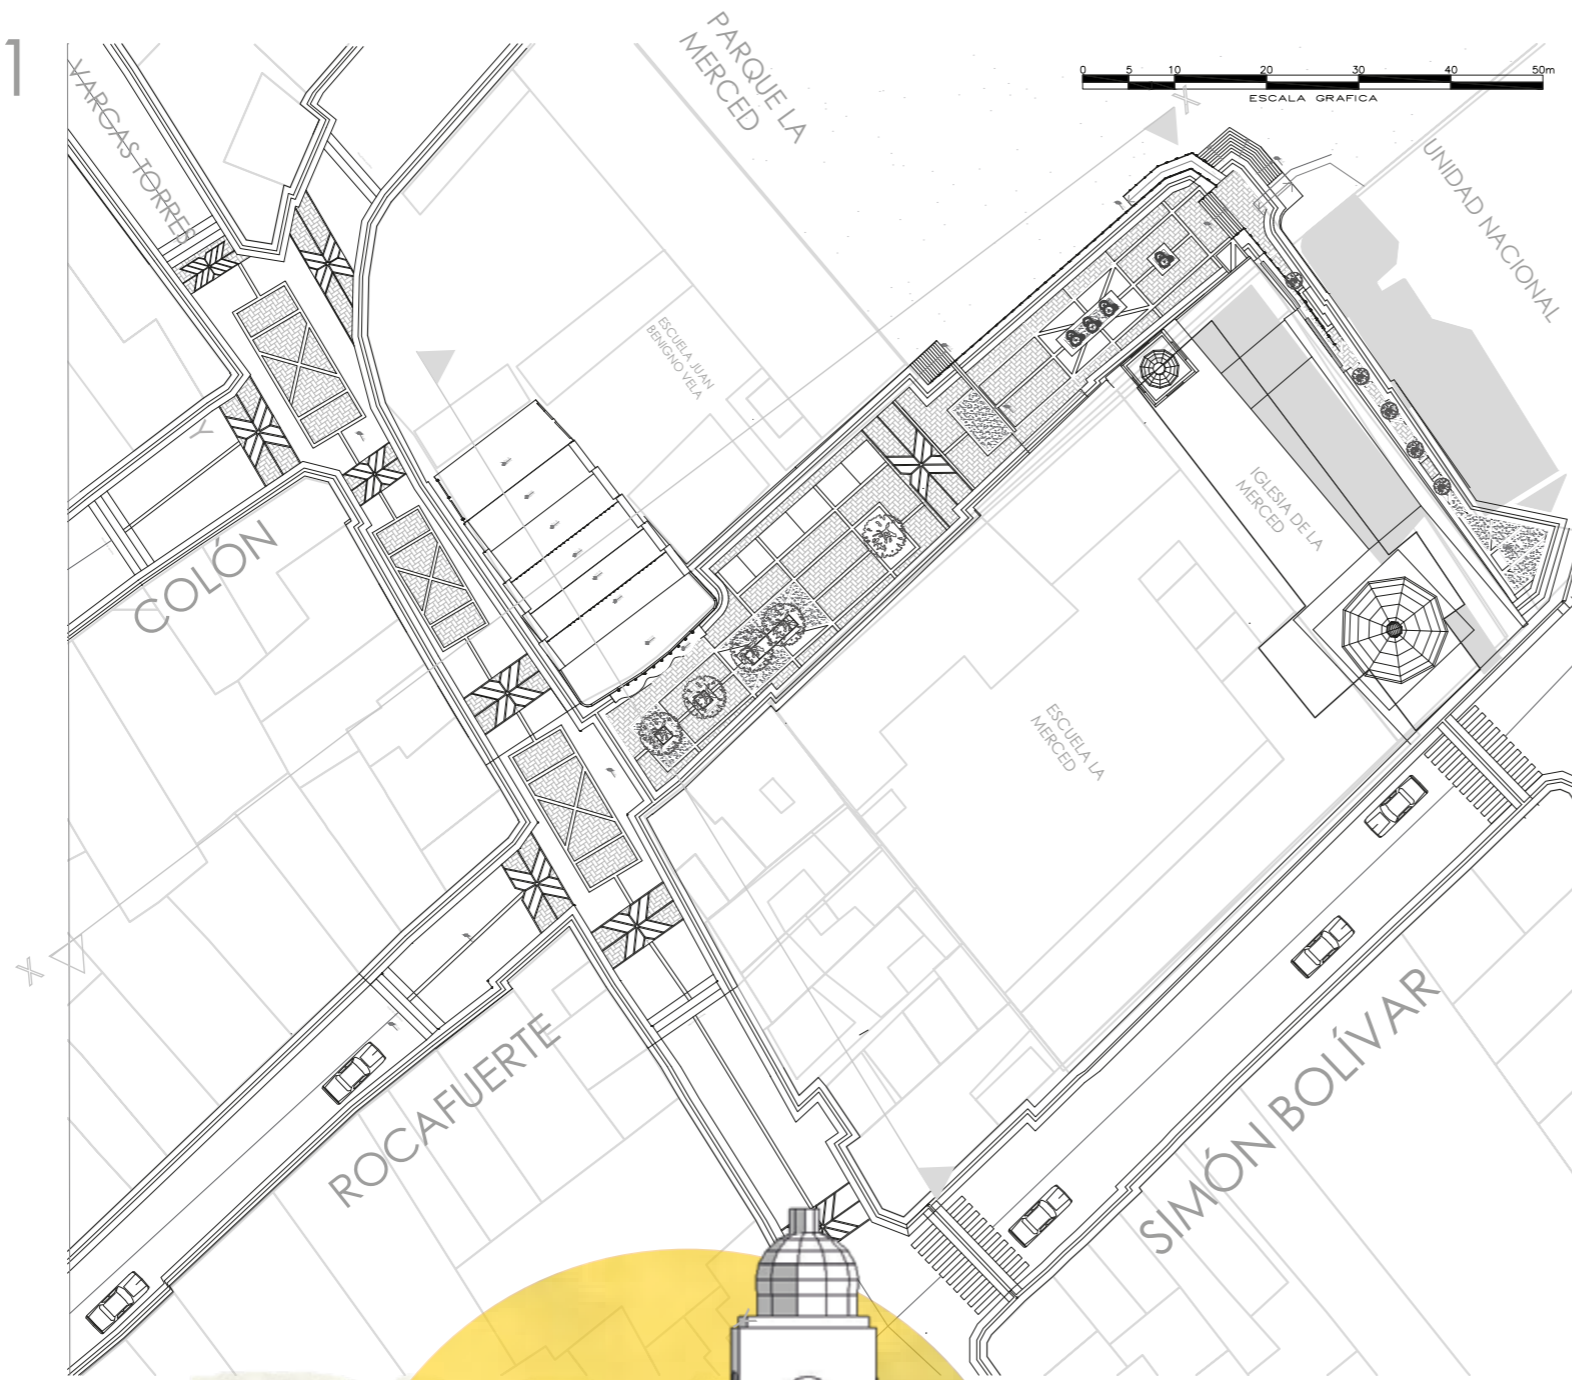 1
VARGAS TORRES
PARQUE LA
MERCED
0 5 10 20 30 40 50m
ESCALA GRAFICA
X
UNIDAD NACIONAL
ESCUELA JUAN
BENIGNO VELA
Y
COLÓN
IGLESIA DE LA
MERCED
ESCUELA LA
MERCED
X
ROCAFUERTE
SIMÓN BOLÍVAR